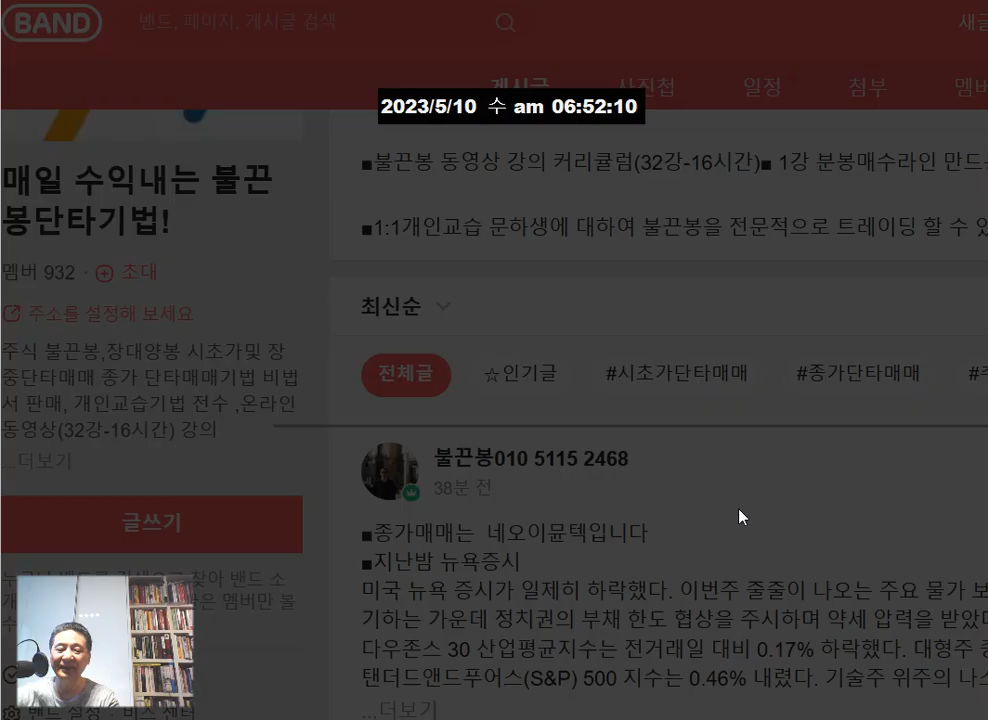 BAND
밴드, 페이지, 게시글 검색
새글
게시글 사진첩 일정 첨부 멤버
2023/5/10 수 am 06:52:10
■불끈봉 동영상 강의 커리큘럼(32강-16시간)■ 1강 분봉매수라인 만드는
■1:1개인교습 문하생에 대하여 불끈봉을 전문적으로 트레이딩 할 수 있
매일 수익내는 불끈
봉단타기법!
멤버 932 · 초대
주소를 설정해 보세요
주식 불끈봉,장대양봉 시초가및 장
중단타매매 종가 단타매매기법 비법
서 판매, 개인교습기법 전수 ,온라인
동영상(32강-16시간) 강의
...더보기
글쓰기
찾아 밴드 소
은 멤버만 볼
밴드 설정
최신순
전체글 ☆인기글 #시초가단타매매 #종가단타매매
불끈봉010 5115 2468
38분 전
■종가매매는 네오이뮨텍입니다
■지난밤 뉴욕증시
미국 뉴욕 증시가 일제히 하락했다. 이번주 줄줄이 나오는 주요 물가 보
기하는 가운데 정치권의 부채 한도 협상을 주시하며 약세 압력을 받았다
다우존스 30 산업평균지수는 전거래일 대비 0.17% 하락했다. 대형주 중
탠더드앤드푸어스(S&P) 500 지수는 0.46% 내렸다. 기술주 위주의 나스
...더보기